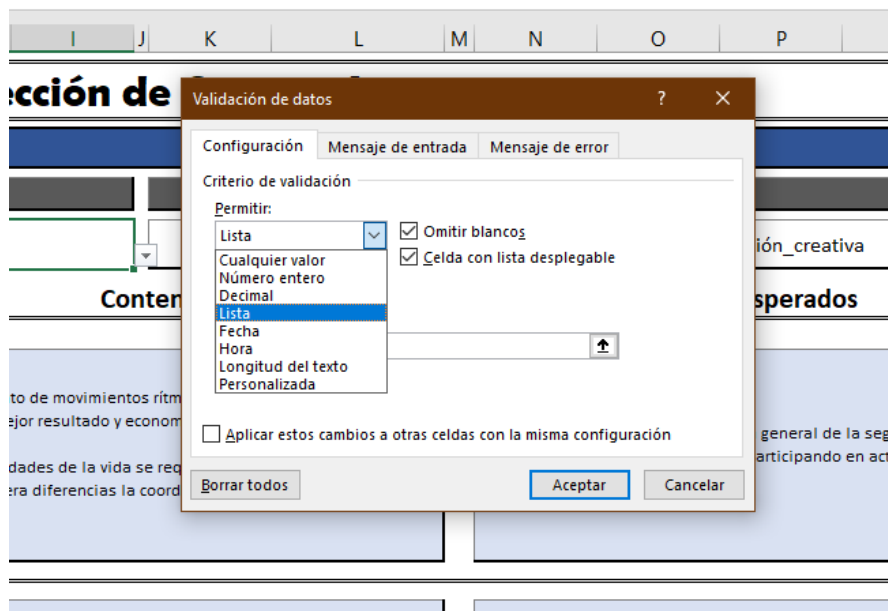 I J K L M N O P
ección de
Validación de datos ? ×
Configuración Mensaje de entrada Mensaje de error
Criterio de validación
Permitir:
Lista
Omitir blancos
Cualquier valor
Celda con lista desplegable
Número entero
Decimal
Lista
Fecha
Hora
Longitud del texto
Personalizada
Aplicar estos cambios a otras celdas con la misma configuración
Borrar todos Aceptar Cancelar
ión_creativa
Conten
sperados
to de movimientos rítm
ejor resultado y econom
dades de la vida se req
era diferencias la coord
general de la seg
articipando en act